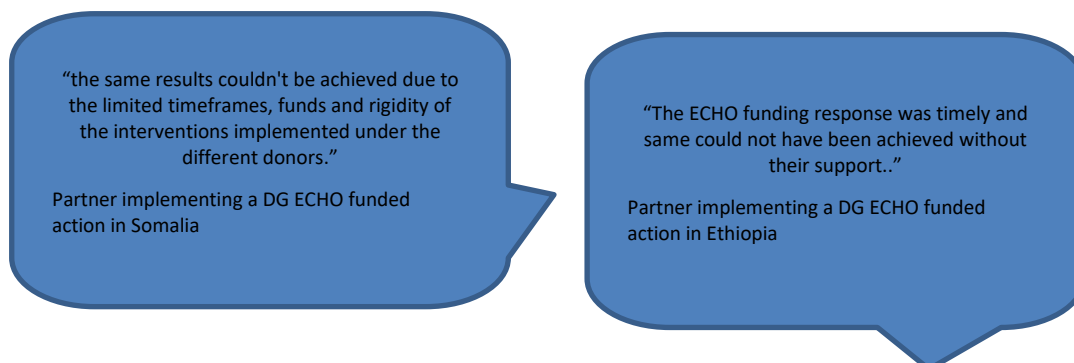 “the same results couldn't be achieved due to
the limited timeframes, funds and rigidity of
the interventions implemented under the
different donors.”
Partner implementing a DG ECHO funded
action in Somalia
“The ECHO funding response was timely and
same could not have been achieved without
their support..”
Partner implementing a DG ECHO funded
action in Ethiopia